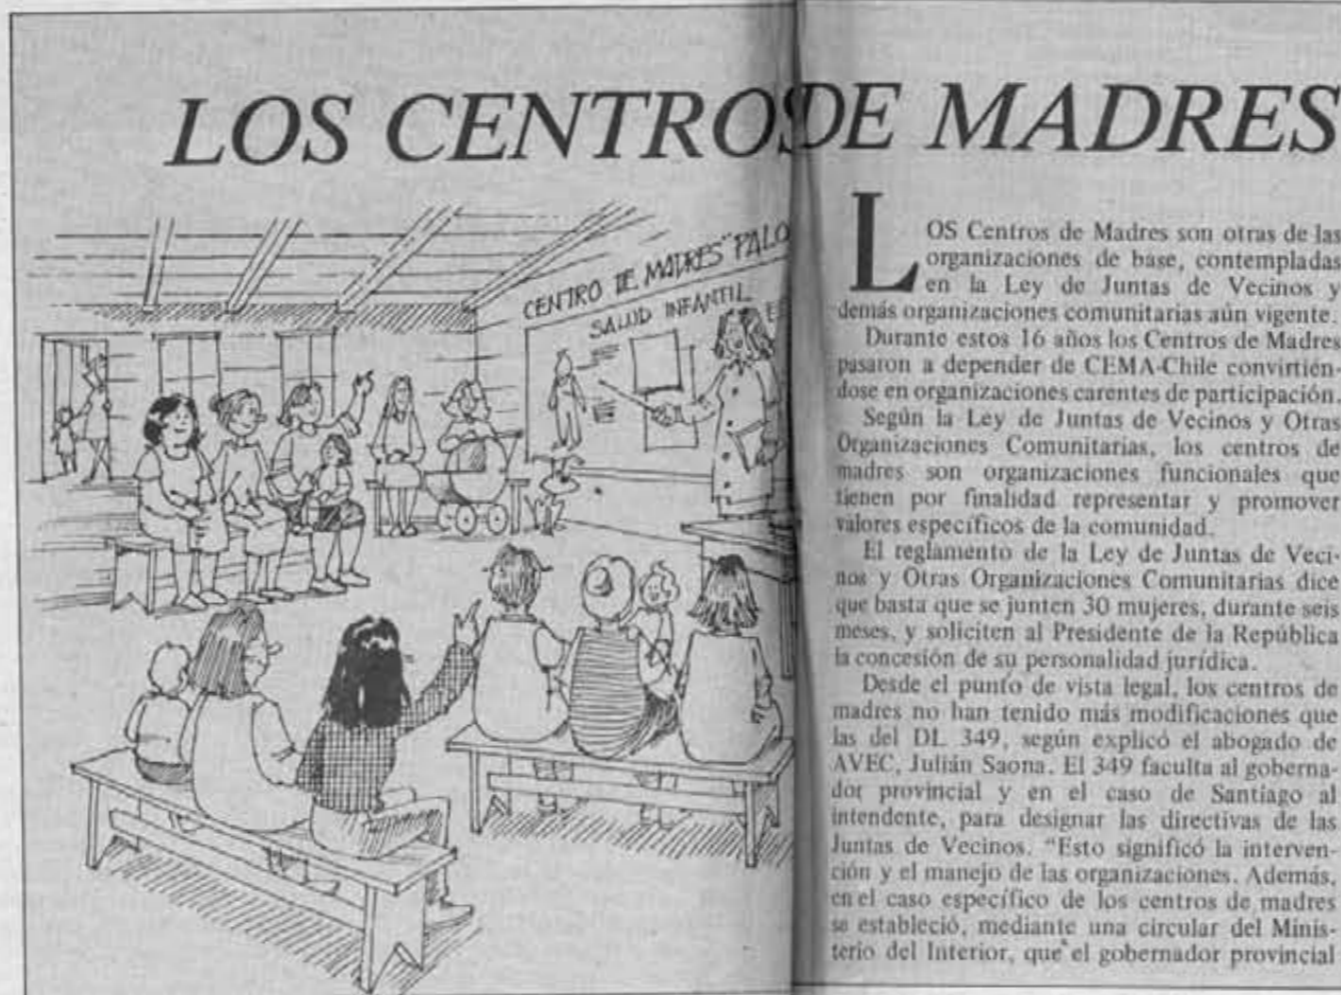 LOS CENTROS DE MADRES
CENTRO DE MADRES "PALO
SALUD INFANTIL
E
LOS Centros de Madres son otras de las
organizaciones de base, contempladas
en la Ley de Juntas de Vecinos y
demás organizaciones comunitarias aún vigente.
Durante estos 16 años los Centros de Madres
pasaron a depender de CEMA-Chile convirtién-
dose en organizaciones carentes de participación.
Según la Ley de Juntas de Vecinos y Otras
Organizaciones Comunitarias, los centros de
madres son organizaciones funcionales que
tienen por finalidad representar y promover
valores específicos de la comunidad.
El reglamento de la Ley de Juntas de Veci-
nos y Otras Organizaciones Comunitarias dice
que basta que se junten 30 mujeres, durante seis
meses, y soliciten al Presidente de la República
la concesión de su personalidad jurídica.
Desde el punto de vista legal, los centros de
madres no han tenido más modificaciones que
las del DL 349, según explicó el abogado de
AVEC, Julián Saona. El 349 faculta al goberna-
dor provincial y en el caso de Santiago al
intendente, para designar las directivas de las
Juntas de Vecinos. "Esto significó la interven-
ción y el manejo de las organizaciones. Además,
en el caso específico de los centros de madres
se estableció, mediante una circular del Minis-
terio del Interior, que el gobernador provincial